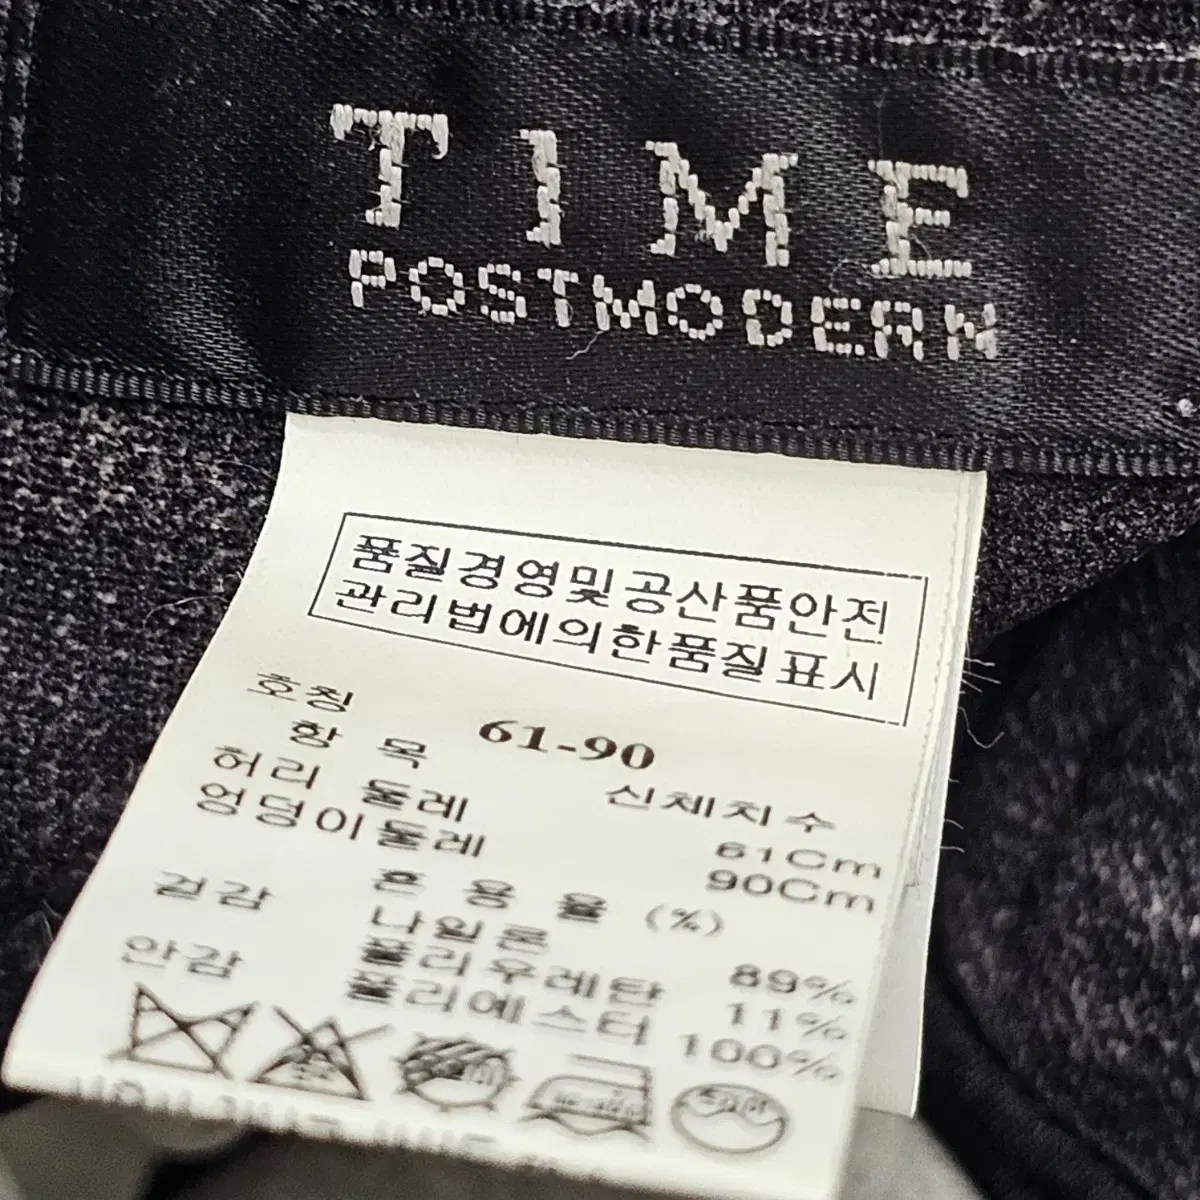 TIME
POSTMODERN
품질경영및공산품안전
관리법에의한품질표시
호칭 61-90
항 목 신체치수
허리 둘레 61Cm
엉덩이둘레 90Cm
혼 용 율 (%)
겉감 나일론 89%
폴리우레탄 11%
안감 폴리에스터 100%